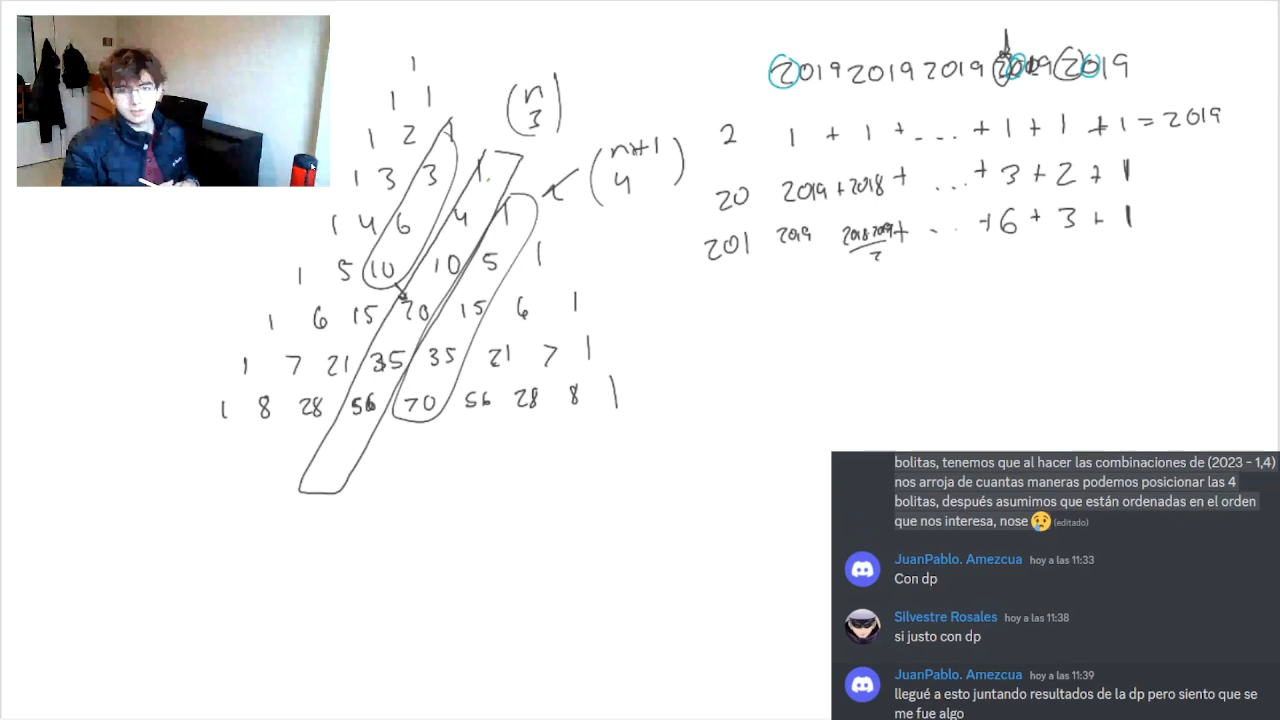 1
1 1
1 2 1
1 3 3 1
1 4 6 4 1
1 5 10 10 5 1
1 6 15 20 15 6 1
1 7 21 35 35 21 7 1
1 8 28 56 70 56 28 8 1
(n 3)
(n+1 4)
2019 2019 2019 2019 2019
2 1 + 1 + ... + 1 + 1 + 1 = 2019
20 2019 + 2018 + ... + 3 + 2 + 1
201 2019 2018·2019/2 + ... + 6 + 3 + 1
bolitas, tenemos que al hacer las combinaciones de (2023 - 1,4)
nos arroja de cuantas maneras podemos posicionar las 4
bolitas, después asumimos que están ordenadas en el orden
que nos interesa, nose 😢 (editado)
JuanPablo. Amezcua hoy a las 11:33
Con dp
Silvestre Rosales hoy a las 11:38
si justo con dp
JuanPablo. Amezcua hoy a las 11:39
llegué a esto juntando resultados de la dp pero siento que se
me fue algo